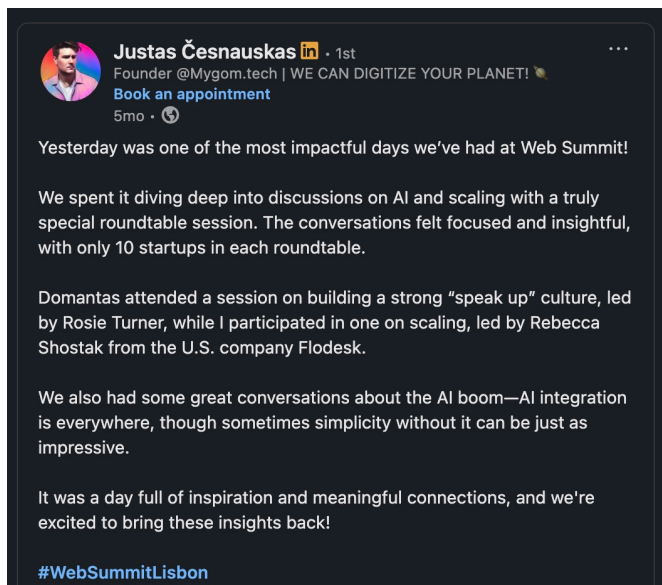 Justas Česnauskas in • 1st
Founder @Mygom.tech | WE CAN DIGITIZE YOUR PLANET! 🪐
Book an appointment
5mo •
Yesterday was one of the most impactful days we’ve had at Web Summit!
We spent it diving deep into discussions on AI and scaling with a truly
special roundtable session. The conversations felt focused and insightful,
with only 10 startups in each roundtable.
Domantas attended a session on building a strong “speak up” culture, led
by Rosie Turner, while I participated in one on scaling, led by Rebecca
Shostak from the U.S. company Flodesk.
We also had some great conversations about the AI boom—AI integration
is everywhere, though sometimes simplicity without it can be just as
impressive.
It was a day full of inspiration and meaningful connections, and we're
excited to bring these insights back!
#WebSummitLisbon